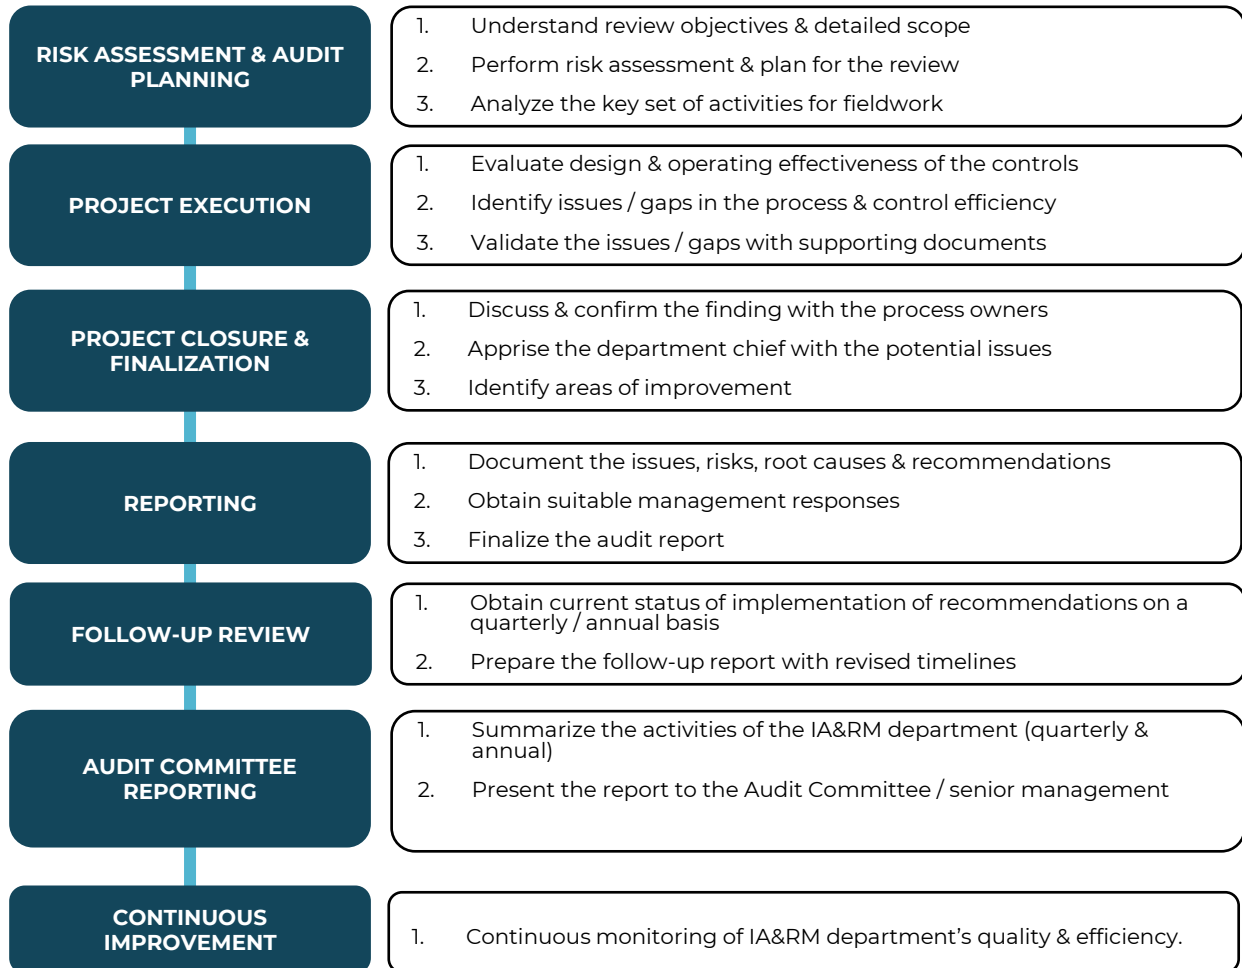 RISK ASSESSMENT & AUDIT
PLANNING
1. Understand review objectives & detailed scope
2. Perform risk assessment & plan for the review
3. Analyze the key set of activities for fieldwork
PROJECT EXECUTION
1. Evaluate design & operating effectiveness of the controls
2. Identify issues / gaps in the process & control efficiency
3. Validate the issues / gaps with supporting documents
PROJECT CLOSURE &
FINALIZATION
1. Discuss & confirm the finding with the process owners
2. Apprise the department chief with the potential issues
3. Identify areas of improvement
REPORTING
1. Document the issues, risks, root causes & recommendations
2. Obtain suitable management responses
3. Finalize the audit report
FOLLOW-UP REVIEW
1. Obtain current status of implementation of recommendations on a
quarterly / annual basis
2. Prepare the follow-up report with revised timelines
AUDIT COMMITTEE
REPORTING
1. Summarize the activities of the IA&RM department (quarterly &
annual)
2. Present the report to the Audit Committee / senior management
CONTINUOUS
IMPROVEMENT
1. Continuous monitoring of IA&RM department’s quality & efficiency.